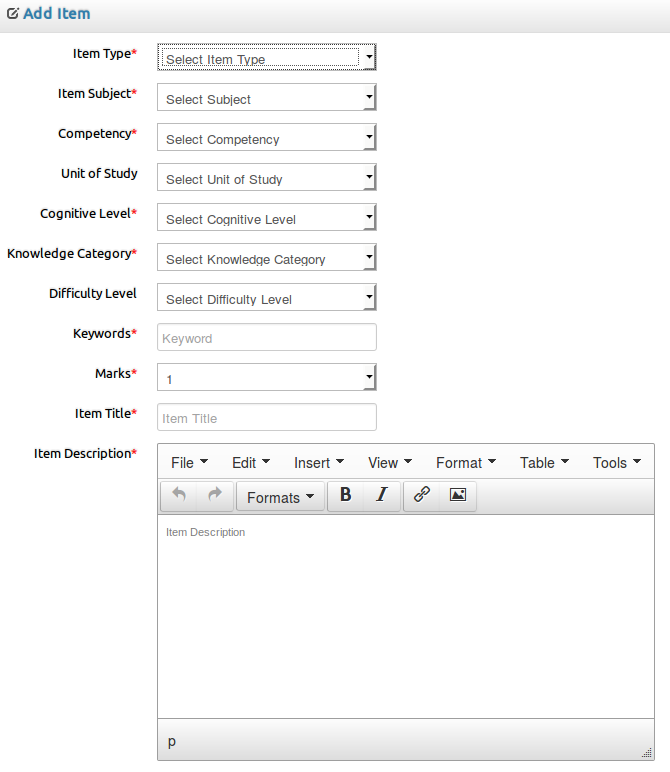 Add Item
Item Type* Select Item Type
Item Subject* Select Subject
Competency* Select Competency
Unit of Study Select Unit of Study
Cognitive Level* Select Cognitive Level
Knowledge Category* Select Knowledge Category
Difficulty Level Select Difficulty Level
Keywords* Keyword
Marks* 1
Item Title* Item Title
Item Description*
File Edit Insert View Format Table Tools
Formats B I
Item Description
p